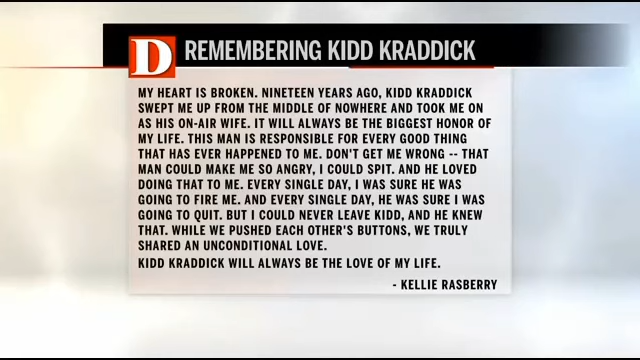 D REMEMBERING KIDD KRADDICK
MY HEART IS BROKEN. NINETEEN YEARS AGO, KIDD KRADDICK
SWEPT ME UP FROM THE MIDDLE OF NOWHERE AND TOOK ME ON
AS HIS ON-AIR WIFE. IT WILL ALWAYS BE THE BIGGEST HONOR OF
MY LIFE. THIS MAN IS RESPONSIBLE FOR EVERY GOOD THING
THAT HAS EVER HAPPENED TO ME. DON'T GET ME WRONG -- THAT
MAN COULD MAKE ME SO ANGRY, I COULD SPIT. AND HE LOVED
DOING THAT TO ME. EVERY SINGLE DAY, I WAS SURE HE WAS
GOING TO FIRE ME. AND EVERY SINGLE DAY, HE WAS SURE I WAS
GOING TO QUIT. BUT I COULD NEVER LEAVE KIDD, AND HE KNEW
THAT. WHILE WE PUSHED EACH OTHER'S BUTTONS, WE TRULY
SHARED AN UNCONDITIONAL LOVE.
KIDD KRADDICK WILL ALWAYS BE THE LOVE OF MY LIFE.
- KELLIE RASBERRY